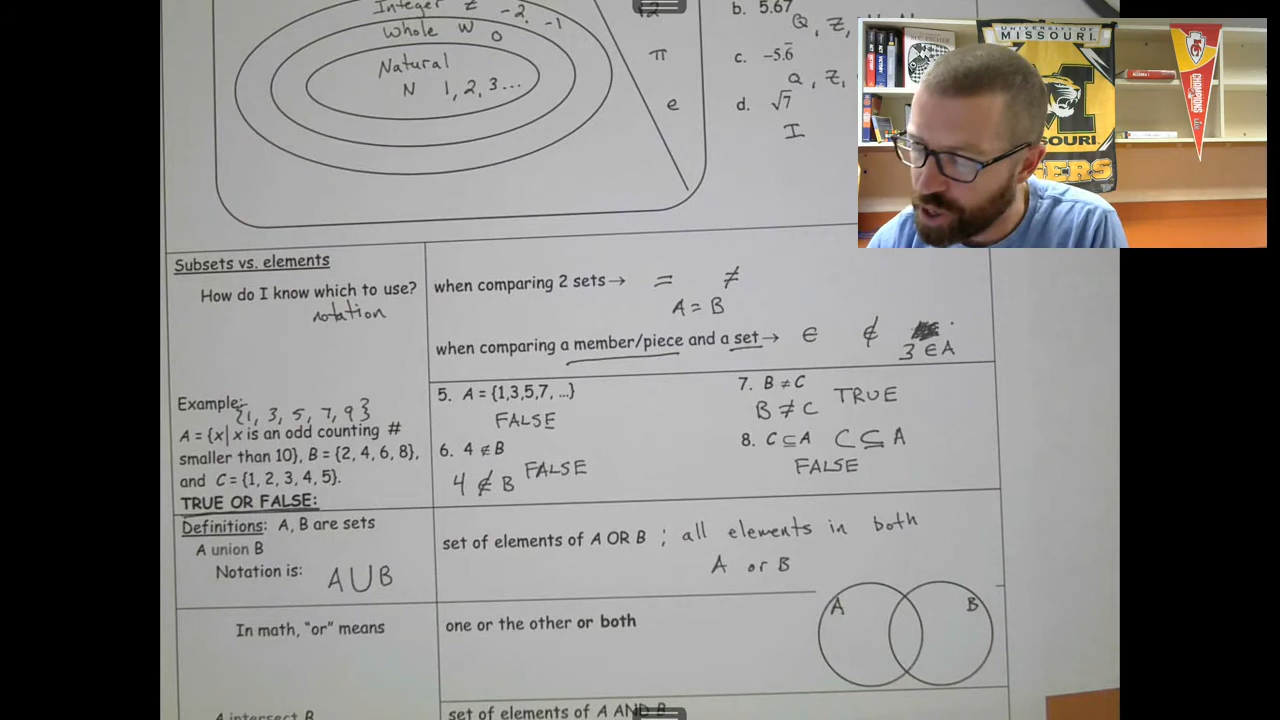 Integer Z -2, -1
Whole W 0
Natural
N 1, 2, 3...
π
e
b. 5.67
Q, Z,
c. -5.6̅
Q, Z,
d. √7
I
UNIVERSITY OF
MISSOURI.
M.C. ESCHER
CHAMPIONS
SOURI
GERS
Subsets vs. elements
How do I know which to use?
notation
when comparing 2 sets→ = ≠
A = B
when comparing a member/piece and a set→ ∈ ∉
3 ∈ A
Example:
{1, 3, 5, 7, 9}
A = {x| x is an odd counting #
smaller than 10}, B = {2, 4, 6, 8},
and C = {1, 2, 3, 4, 5}.
TRUE OR FALSE:
5. A = {1,3,5,7, …}
FALSE
6. 4 ∉ B
4 ∉ B FALSE
7. B ≠ C
B ≠ C TRUE
8. C ⊆ A C ⊆ A
FALSE
Definitions: A, B are sets
A union B
Notation is: A∪B
set of elements of A OR B ; all elements in both
A or B
In math, "or" means
one or the other or both
A B
A intersect B
set of elements of A AND B